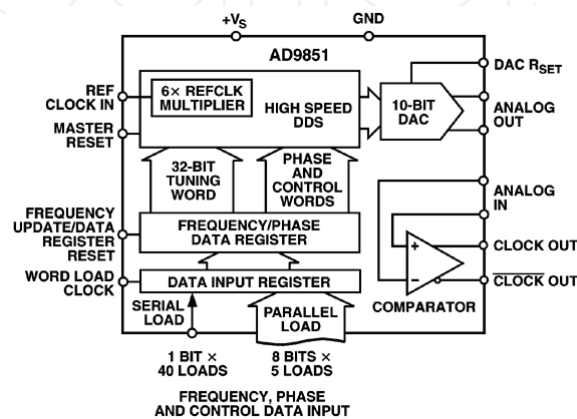 +VS
GND
AD9851
REF
CLOCK IN
6× REFCLK
MULTIPLIER
HIGH SPEED
DDS
10-BIT
DAC
DAC RSET
ANALOG
OUT
MASTER
RESET
32-BIT
TUNING
WORD
PHASE
AND
CONTROL
WORDS
ANALOG
IN
FREQUENCY
UPDATE/DATA
REGISTER
RESET
FREQUENCY/PHASE
DATA REGISTER
+
CLOCK OUT
WORD LOAD
CLOCK
DATA INPUT REGISTER
–
CLOCK OUT
COMPARATOR
SERIAL
LOAD
PARALLEL
LOAD
1 BIT ×
40 LOADS
8 BITS ×
5 LOADS
FREQUENCY, PHASE
AND CONTROL DATA INPUT